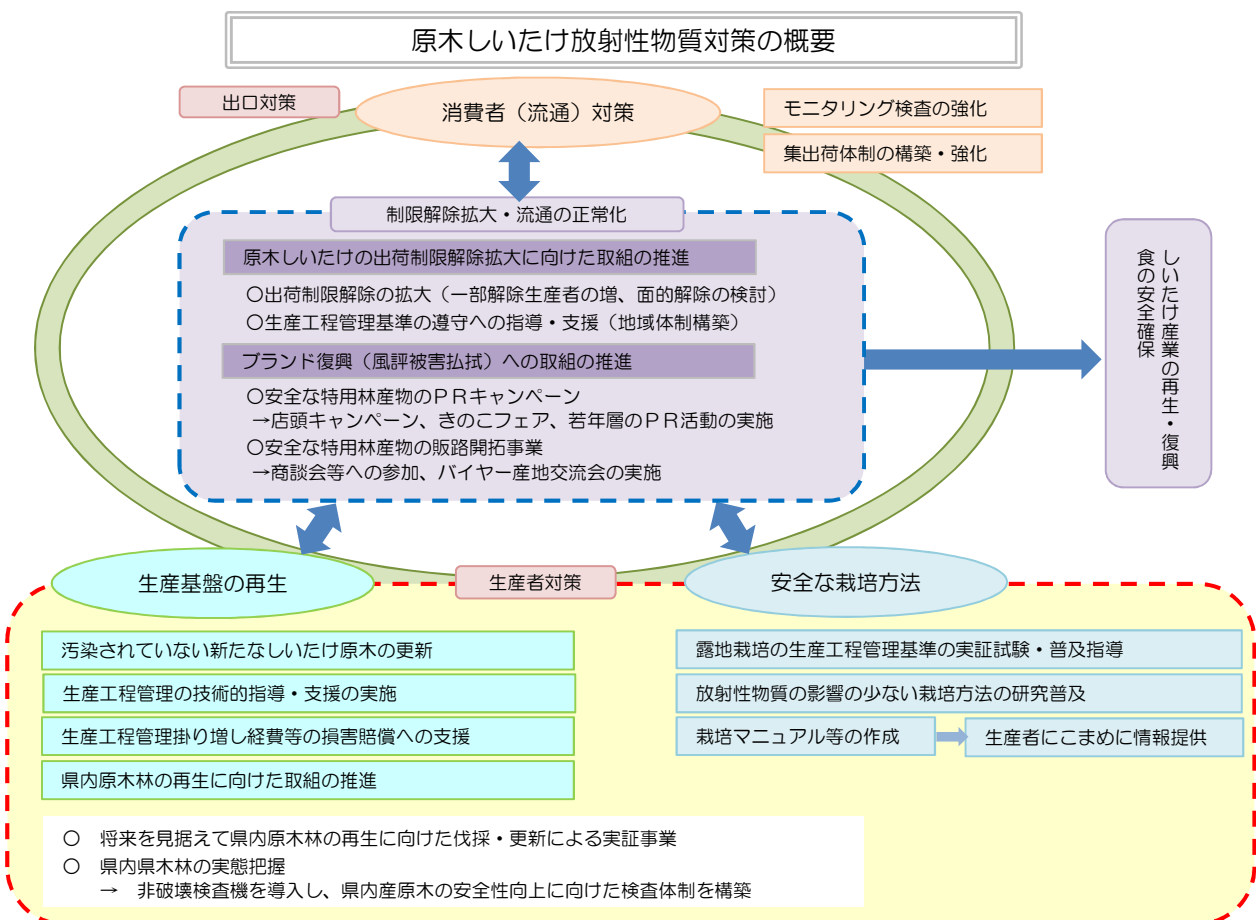 原木しいたけ放射性物質対策の概要
出口対策
消費者（流通）対策
モニタリング検査の強化
集出荷体制の構築・強化
制限解除拡大・流通の正常化
原木しいたけの出荷制限解除拡大に向けた取組の推進
〇出荷制限解除の拡大（一部解除生産者の増、面的解除の検討）
〇生産工程管理基準の遵守への指導・支援（地域体制構築）
ブランド復興（風評被害払拭）への取組の推進
〇安全な特用林産物のＰＲキャンペーン
→店頭キャンペーン、きのこフェア、若年層のＰＲ活動の実施
〇安全な特用林産物の販路開拓事業
→商談会等への参加、バイヤー産地交流会の実施
しいたけ産業の再生・復興
食の安全確保
生産基盤の再生
生産者対策
安全な栽培方法
汚染されていない新たなしいたけ原木の更新
生産工程管理の技術的指導・支援の実施
生産工程管理掛り増し経費等の損害賠償への支援
県内原木林の再生に向けた取組の推進
露地栽培の生産工程管理基準の実証試験・普及指導
放射性物質の影響の少ない栽培方法の研究普及
栽培マニュアル等の作成
生産者にこまめに情報提供
〇　将来を見据えて県内原木林の再生に向けた伐採・更新による実証事業
〇　県内県木林の実態把握
→　非破壊検査機を導入し、県内産原木の安全性向上に向けた検査体制を構築